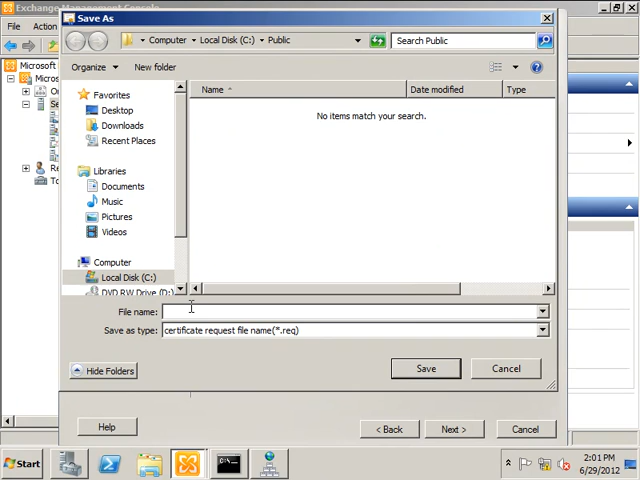 Exchange Management Console
Save As
File
Action
Computer
Local Disk (C:)
Public
Search Public
Organize
New folder
Microsoft
Micros
Favorites
Desktop
Downloads
Recent Places
Libraries
Documents
Music
Pictures
Videos
Computer
Local Disk (C:)
DVD RW Drive (D:)
Name
Date modified
Type
No items match your search.
File name:
Save as type:
certificate request file name(*.req)
Hide Folders
Save
Cancel
Help
< Back
Next >
Cancel
Start
2:01 PM
6/29/2012